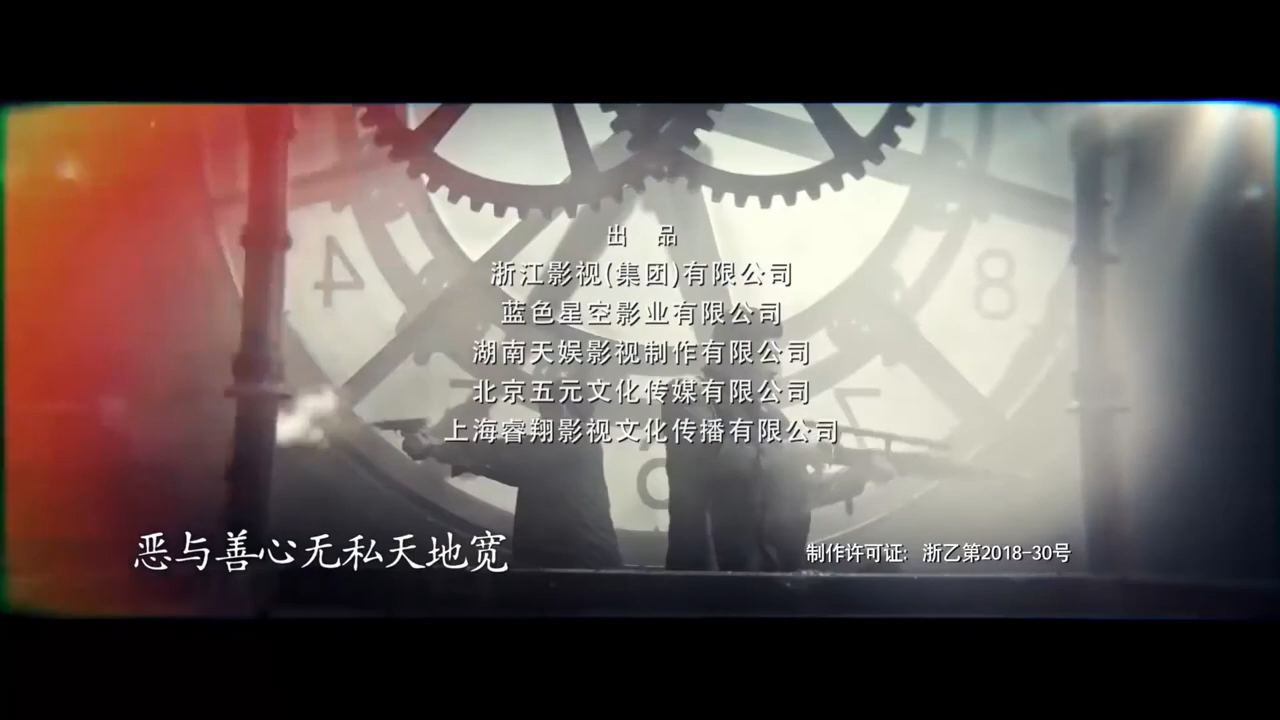 4
8
7
6
出 品
浙江影视(集团)有限公司
蓝色星空影业有限公司
湖南天娱影视制作有限公司
北京五元文化传媒有限公司
上海睿翔影视文化传播有限公司
恶与善心无私天地宽
制作许可证: 浙乙第2018-30号